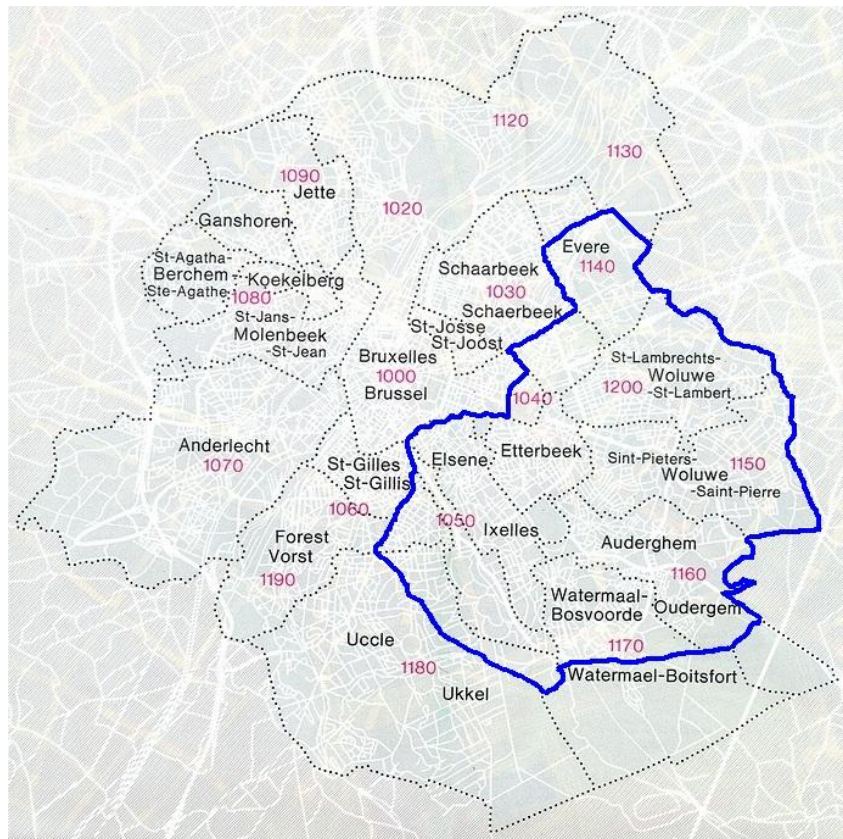 1120
1130
1090
Jette
1020
Ganshoren
Evere
1140
St-Agatha-
Berchem-
Ste-Agathe
Koekelberg
1080
St-Jans-
Molenbeek
-St-Jean
Schaarbeek
1030
Schaerbeek
St-Josse
St-Joost
Bruxelles
1000
Brussel
1040
St-Lambrechts-
Woluwe
1200
-St-Lambert
Anderlecht
1070
St-Gilles
St-Gillis
1060
Elsene
Etterbeek
Sint-Pieters-
Woluwe
1150
-Saint-Pierre
1050
Ixelles
Forest
Vorst
1190
Auderghem
1160
Oudergem
Watermaal-
Bosvoorde
1170
Watermael-Boitsfort
Uccle
1180
Ukkel